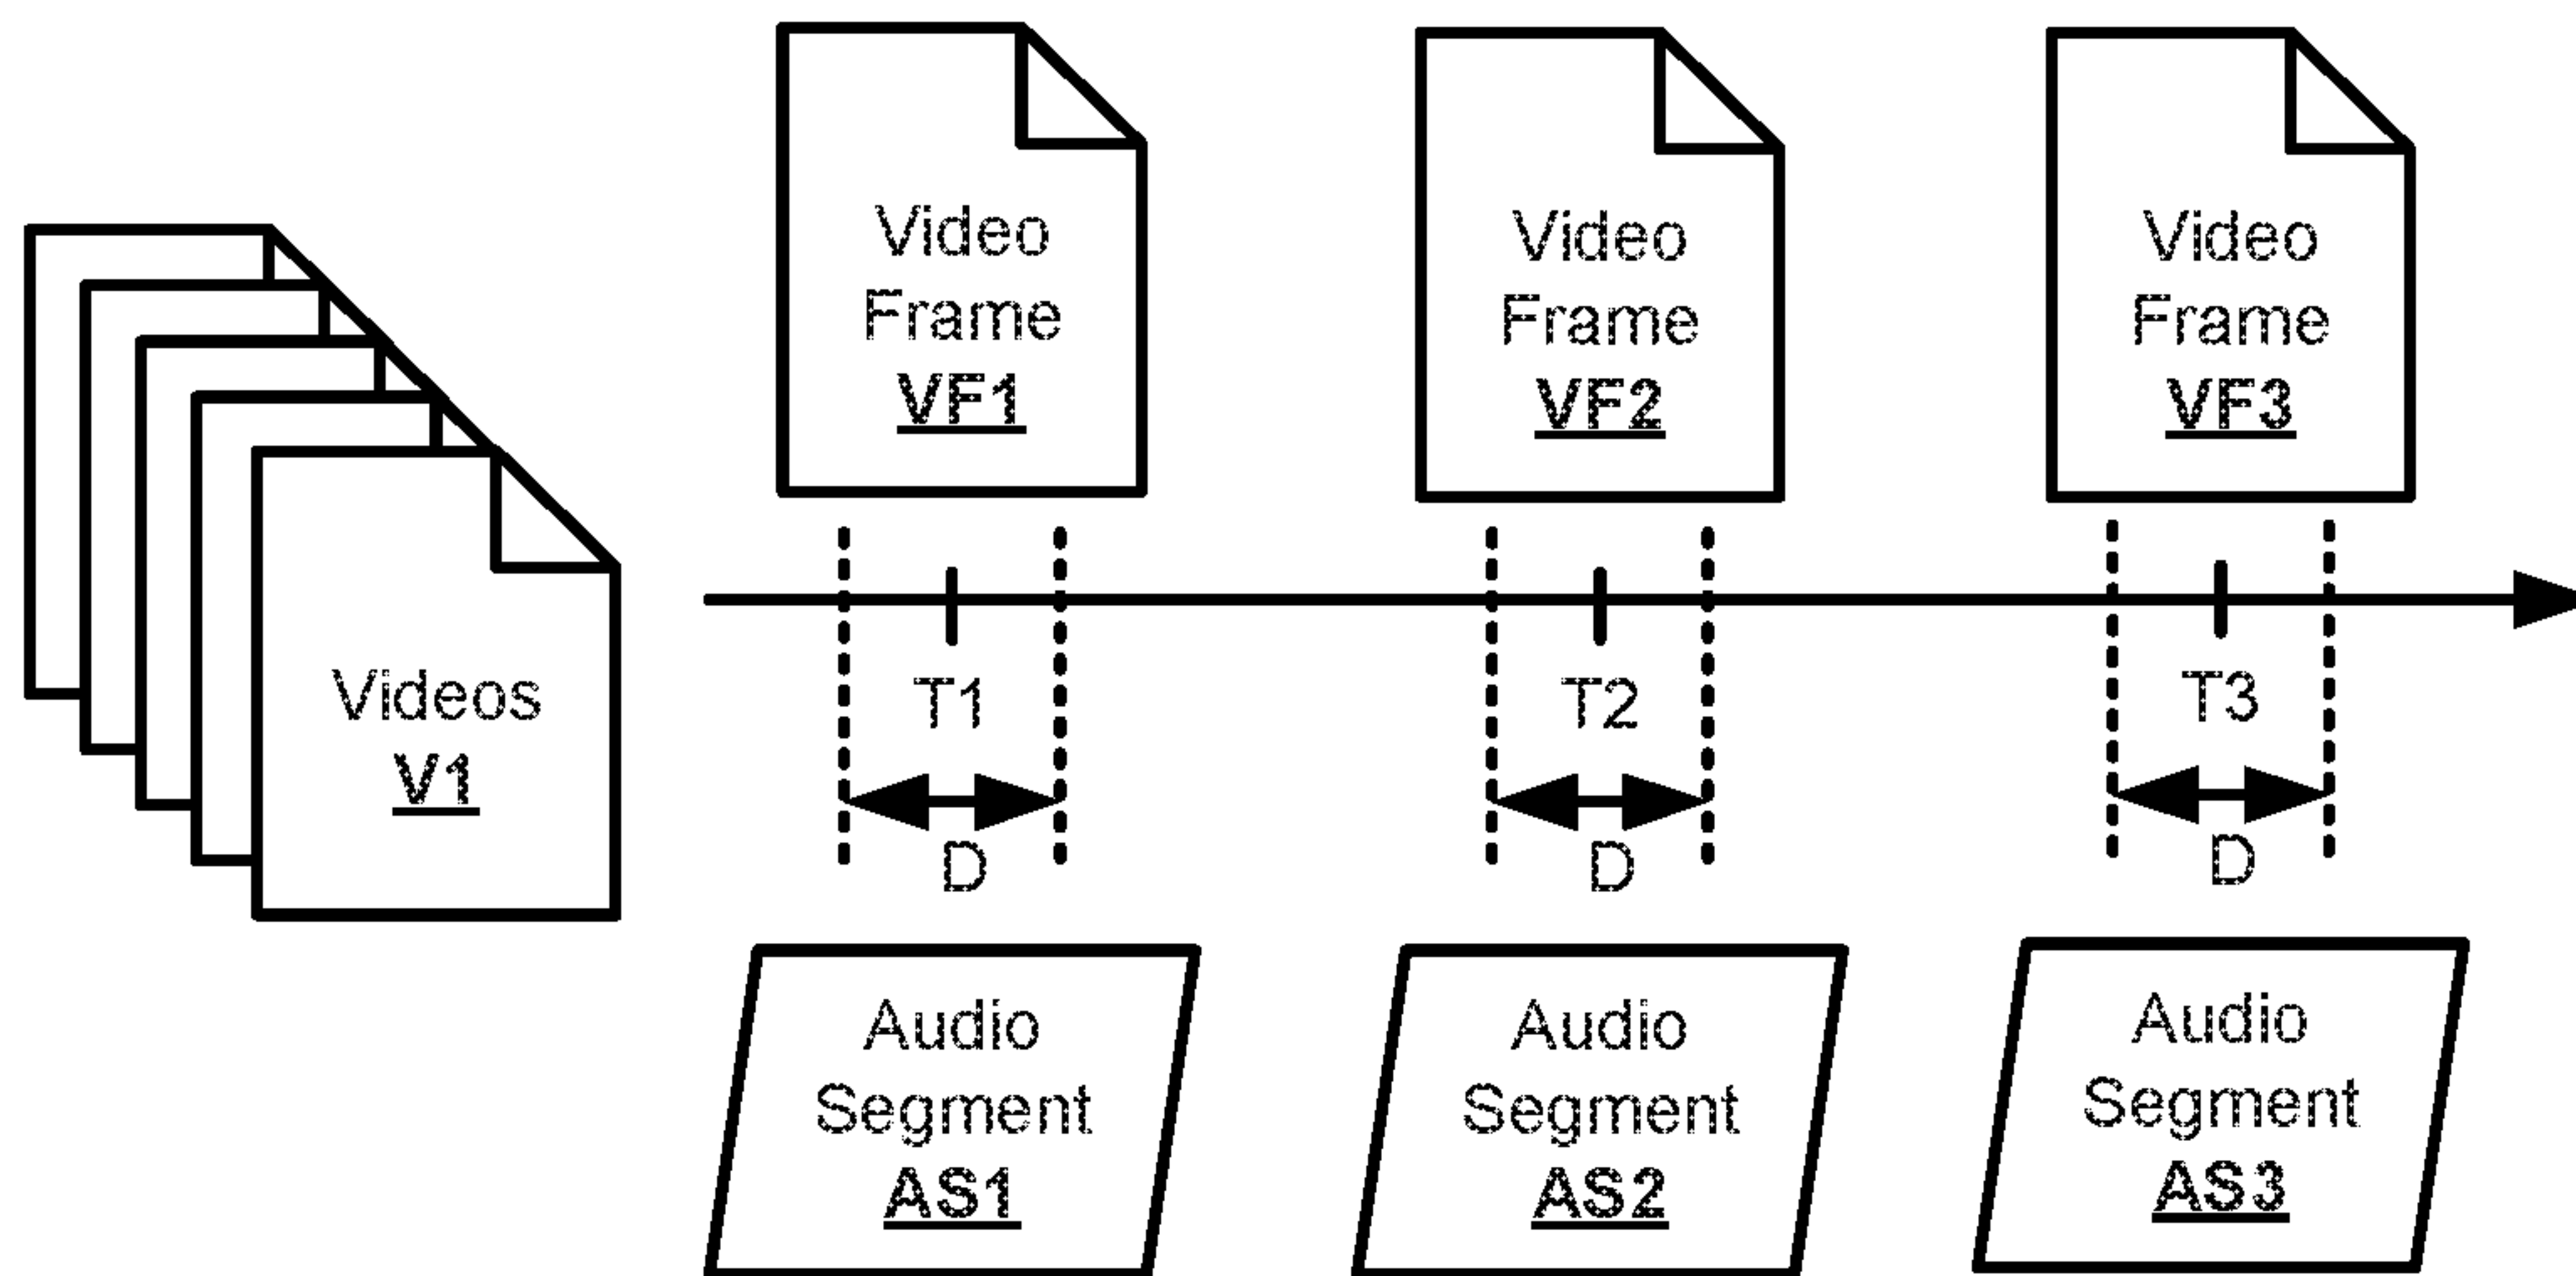 Video
Frame
VF1
Video
Frame
VF2
Video
Frame
VF3
Videos
V1
T1
T2
T3
D
D
D
Audio
Segment
AS1
Audio
Segment
AS2
Audio
Segment
AS3